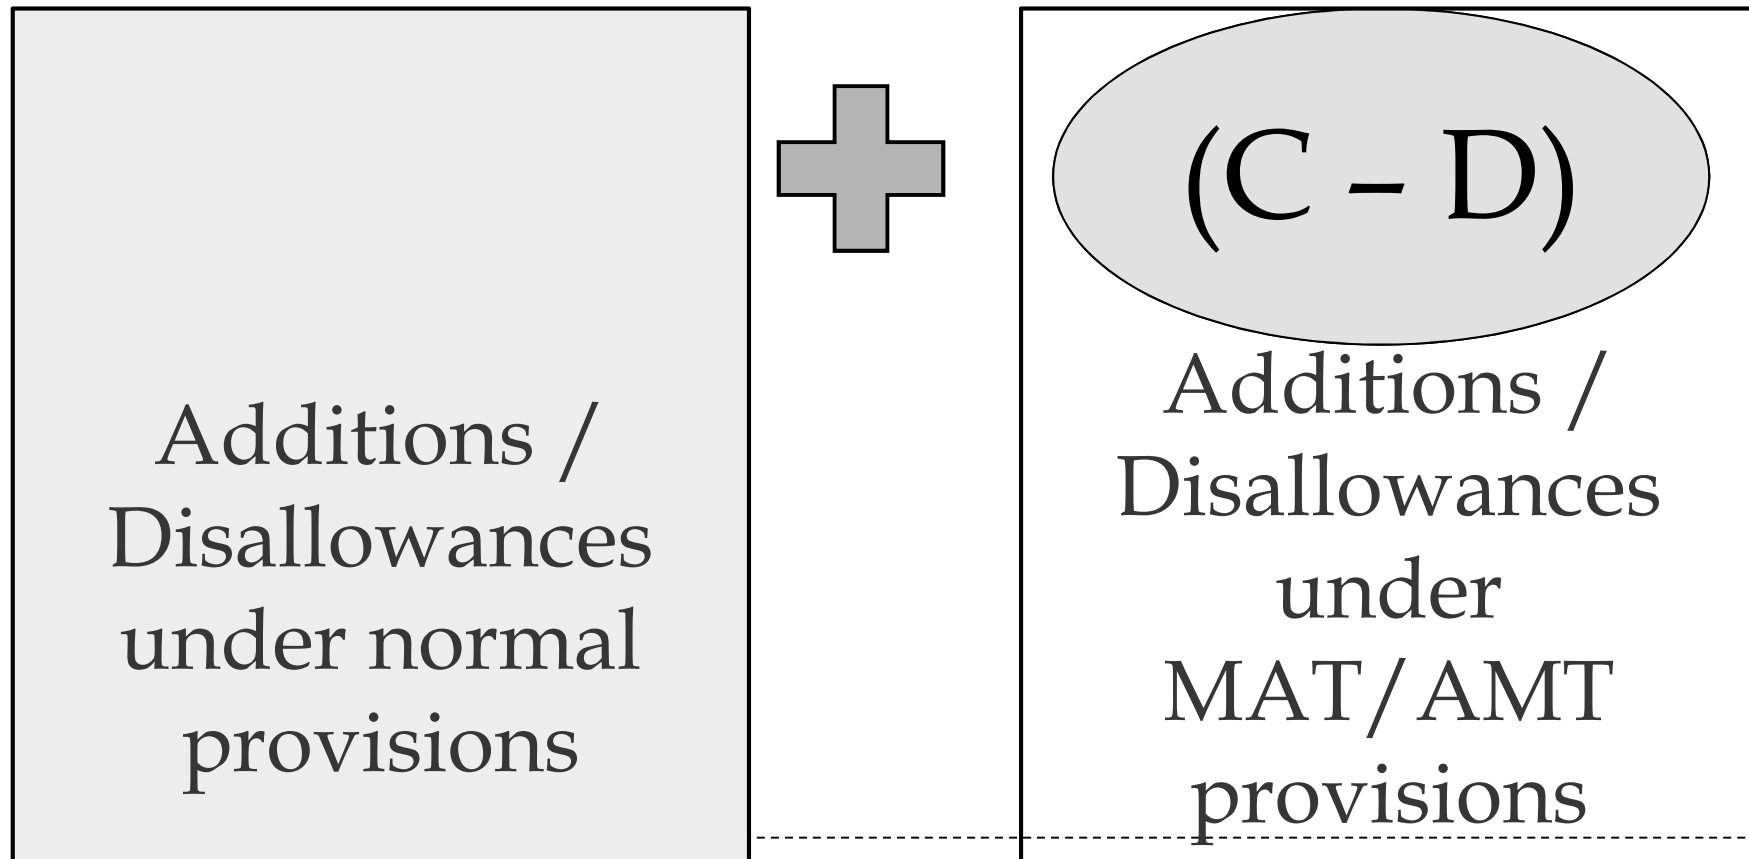 Additions /
Disallowances
under normal
provisions
(C – D)
Additions /
Disallowances
under
MAT/AMT
provisions